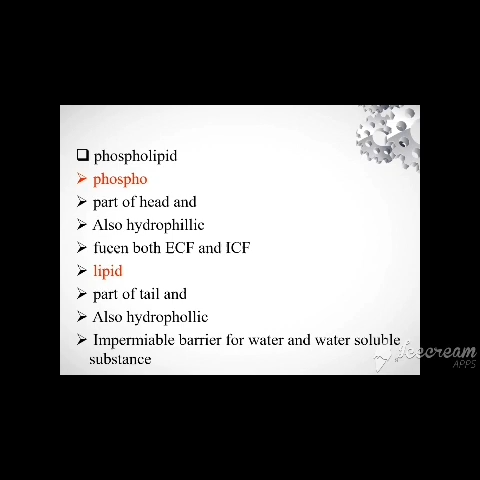 ❑ phospholipid
➢ phospho
➢ part of head and
➢ Also hydrophillic
➢ fucen both ECF and ICF
➢ lipid
➢ part of tail and
➢ Also hydrophollic
➢ Impermiable barrier for water and water soluble
substance
icecream
APPS